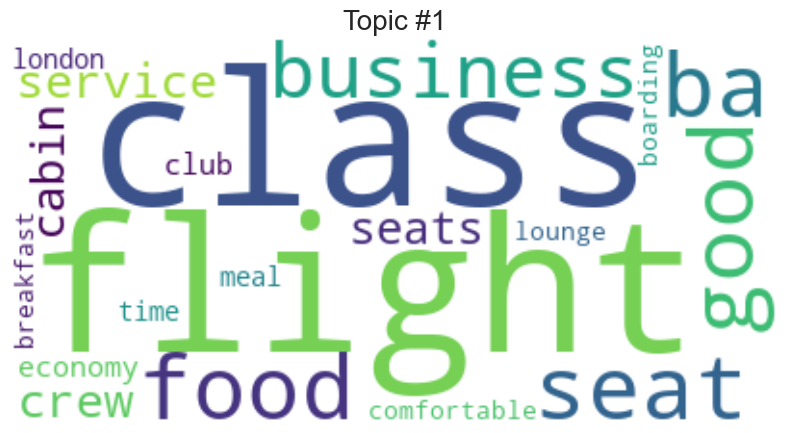 Topic #1
london
service
business
boarding
ba
class
cabin
club
good
seats
lounge
breakfast
flight
meal
time
economy
crew
food
comfortable
seat